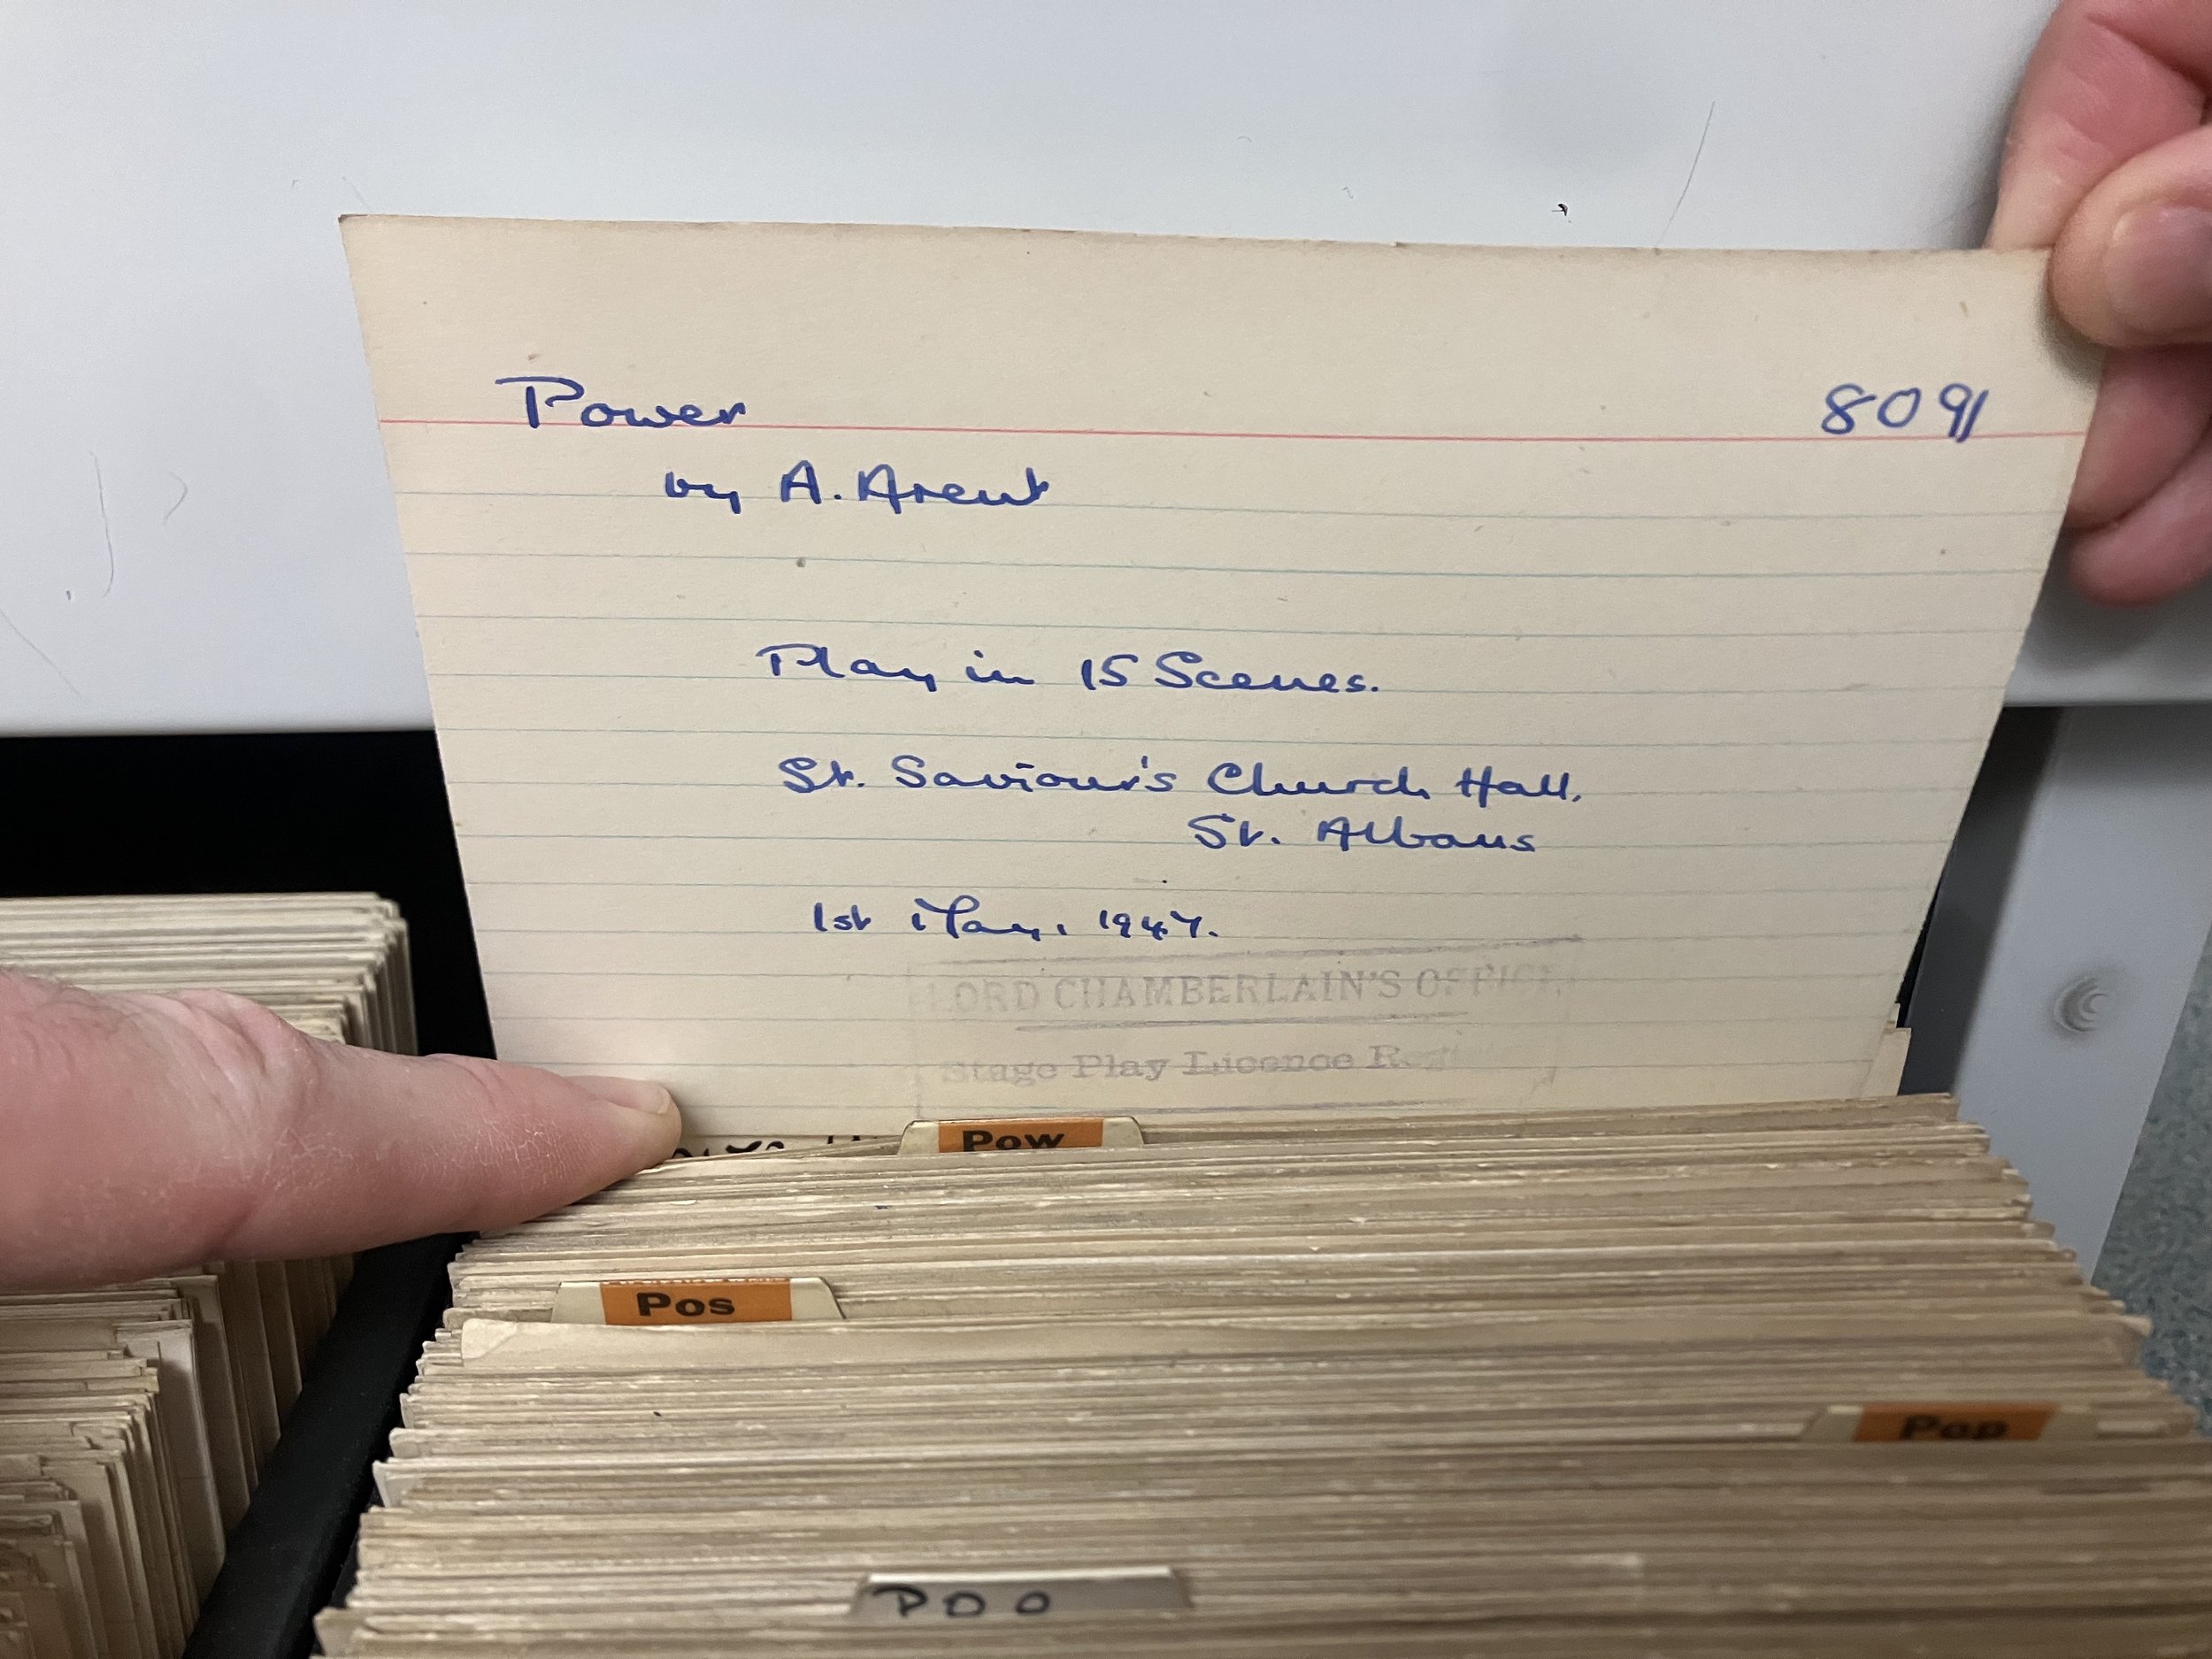 Power 8091
by A. Arent
Play in 15 Scenes.
St. Saviour's Church Hall,
St. Albans
1st May, 1947.
LORD CHAMBERLAIN'S OFFICE,
Stage Play Licence
Pow
Pos
Pop
POO